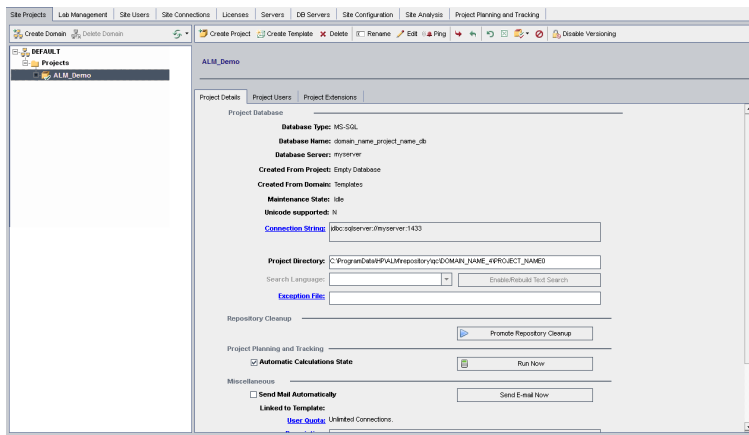 Site Projects Lab Management Site Users Site Connections Licenses Servers DB Servers Site Configuration Site Analysis Project Planning and Tracking
Create Domain Delete Domain Create Project Create Template Delete Rename Edit Ping Disable Versioning
DEFAULT
Projects
ALM_Demo
ALM_Demo
Project Details Project Users Project Extensions
Project Database
Database Type: MS-SQL
Database Name: domain_name_project_name_db
Database Server: myserver
Created From Project: Empty Database
Created From Domain: Templates
Maintenance State: Idle
Unicode supported: N
Connection String: jdbc:sqlserver://myserver:1433
Project Directory: C:\ProgramData\HP\ALM\repository\qc\DOMAIN_NAME_4\PROJECT_NAME0
Search Language: Enable/Rebuild Text Search
Exception File:
Repository Cleanup
Promote Repository Cleanup
Project Planning and Tracking
Automatic Calculations State Run Now
Miscellaneous
Send Mail Automatically Send E-mail Now
Linked to Template:
User Quota: Unlimited Connections.